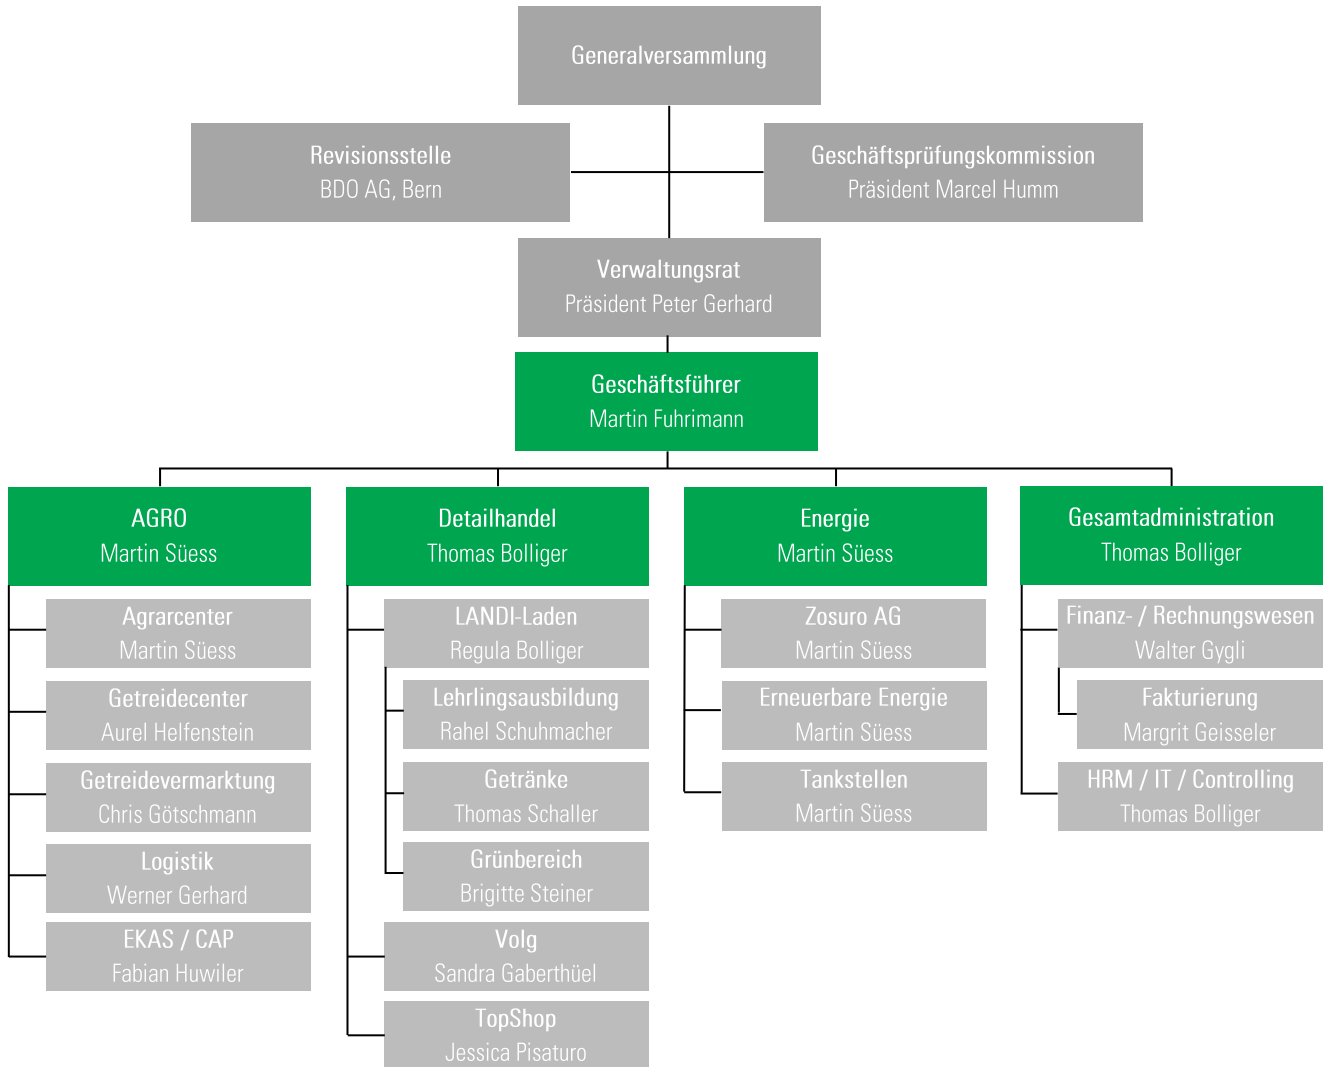 Generalversammlung
Revisionsstelle
BDO AG, Bern
Geschäftsprüfungskommission
Präsident Marcel Humm
Verwaltungsrat
Präsident Peter Gerhard
Geschäftsführer
Martin Fuhrimann
AGRO
Martin Süess
Agrarcenter
Martin Süess
Getreidecenter
Aurel Helfenstein
Getreidevermarktung
Chris Götschmann
Logistik
Werner Gerhard
EKAS / CAP
Fabian Huwiler
Detailhandel
Thomas Bolliger
LANDI-Laden
Regula Bolliger
Lehrlingsausbildung
Rahel Schuhmacher
Getränke
Thomas Schaller
Grünbereich
Brigitte Steiner
Volg
Sandra Gaberthüel
TopShop
Jessica Pisaturo
Energie
Martin Süess
Zosuro AG
Martin Süess
Erneuerbare Energie
Martin Süess
Tankstellen
Martin Süess
Gesamtadministration
Thomas Bolliger
Finanz- / Rechnungswesen
Walter Gygli
Fakturierung
Margrit Geisseler
HRM / IT / Controlling
Thomas Bolliger